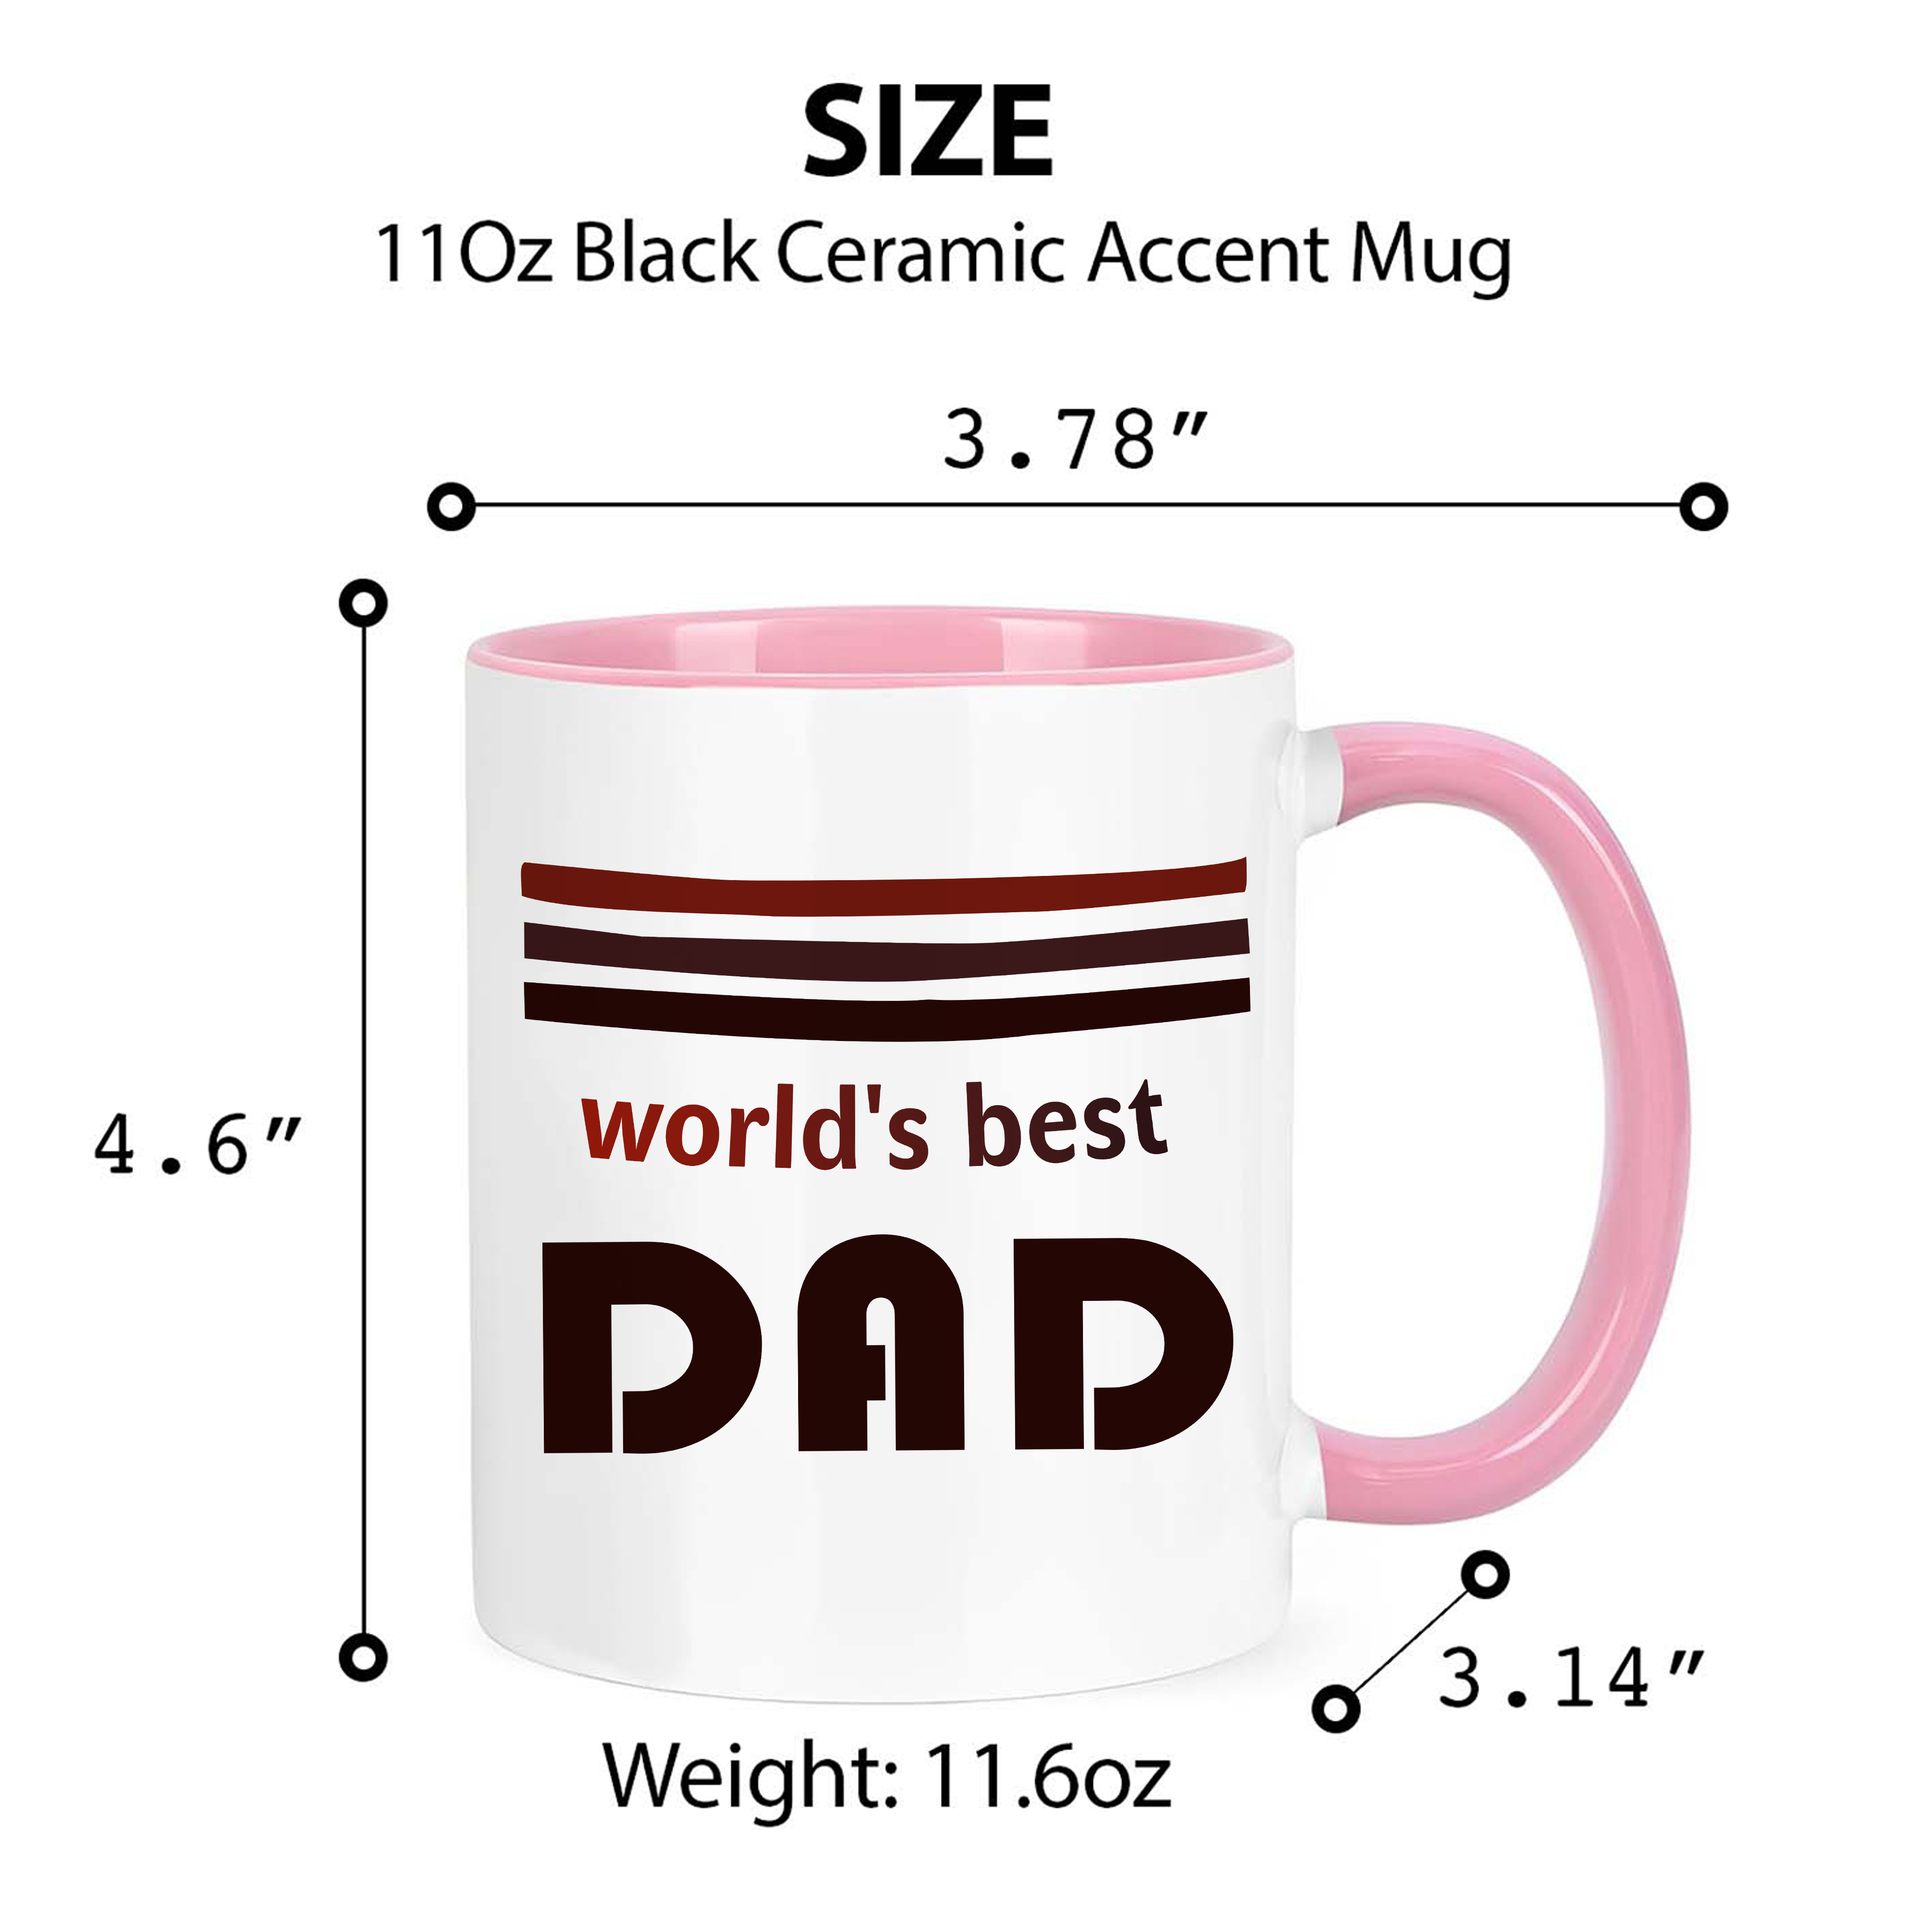 SIZE
11Oz Black Ceramic Accent Mug
3.78"
4.6"
world's best
DAD
3.14"
Weight: 11.6oz